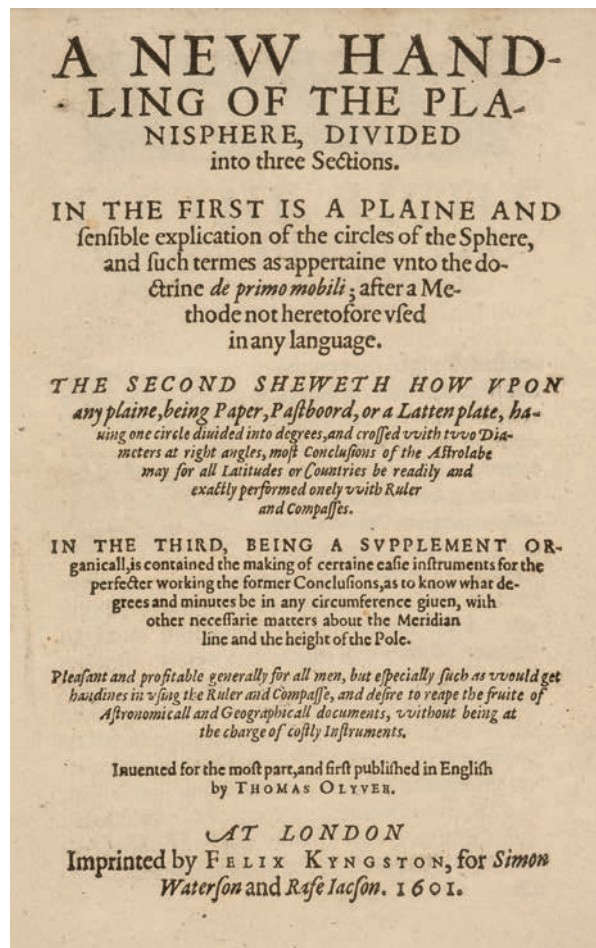 A NEW HAND-
LING OF THE PLA-
NISPHERE, DIVIDED
into three Sections.
IN THE FIRST IS A PLAINE AND
ſenſible explication of the circles of the Sphere,
and ſuch termes as appertaine vnto the do-
ctrine de primo mobili; after a Me-
thode not heretofore vſed
in any language.
THE SECOND SHEWETH HOW VPON
any plaine, being Paper, Paſtboord, or a Latten plate, ha-
uing one circle diuided into degrees, and croſſed vvith tvvo Dia-
meters at right angles, moſt Concluſions of the Aſtrolabe
may for all Latitudes or Countries be readily and
exactly performed onely vvith Ruler
and Compaſſes.
IN THE THIRD, BEING A SVPPLEMENT OR-
ganicall, is contained the making of certaine eaſie inſtruments for the
perfecter working the former Concluſions, as to know what de-
grees and minutes be in any circumference giuen, with
other neceſſarie matters about the Meridian
line and the height of the Pole.
Pleaſant and profitable generally for all men, but eſpecially ſuch as vvould get
handines in vſing the Ruler and Compaſſe, and deſire to reape the fruite of
Aſtronomicall and Geographicall documents, vvithout being at
the charge of coſtly Inſtruments.
Inuented for the moſt part, and firſt publiſhed in Engliſh
by THOMAS OLYVER.
AT LONDON
Imprinted by FELIX KYNGSTON, for Simon
Waterſon and Rafe Iacſon. 1601.